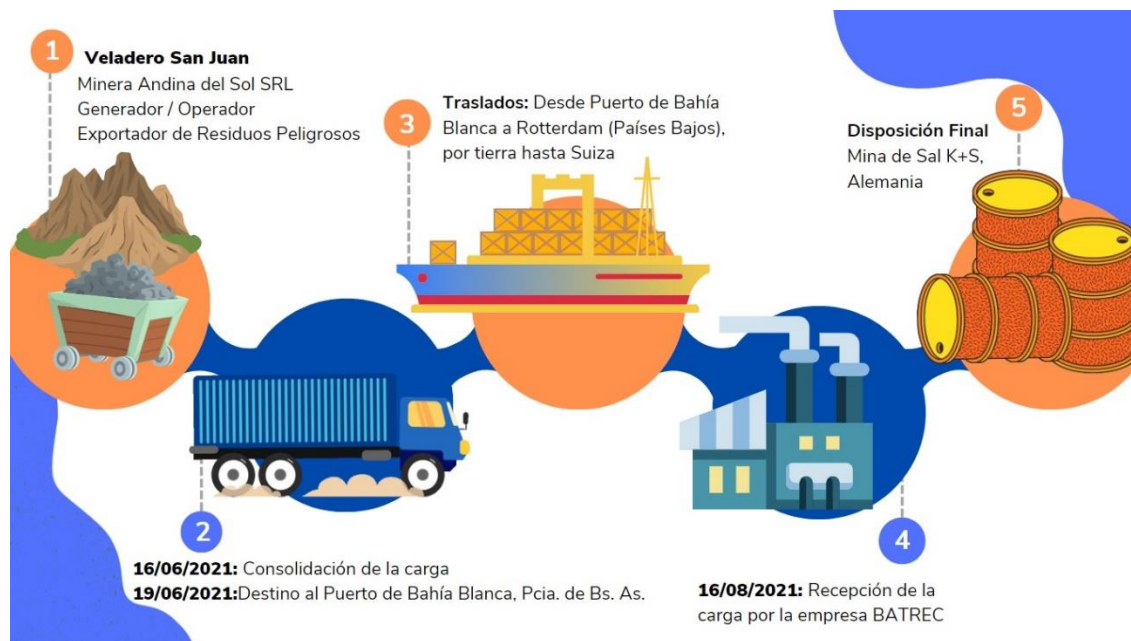 1
Veladero San Juan
Minera Andina del Sol SRL
Generador / Operador
Exportador de Residuos Peligrosos
2
16/06/2021: Consolidación de la carga
19/06/2021:Destino al Puerto de Bahía Blanca, Pcia. de Bs. As.
3
Traslados: Desde Puerto de Bahía
Blanca a Rotterdam (Países Bajos),
por tierra hasta Suiza
4
16/08/2021: Recepción de la
carga por la empresa BATREC
5
Disposición Final
Mina de Sal K+S,
Alemania